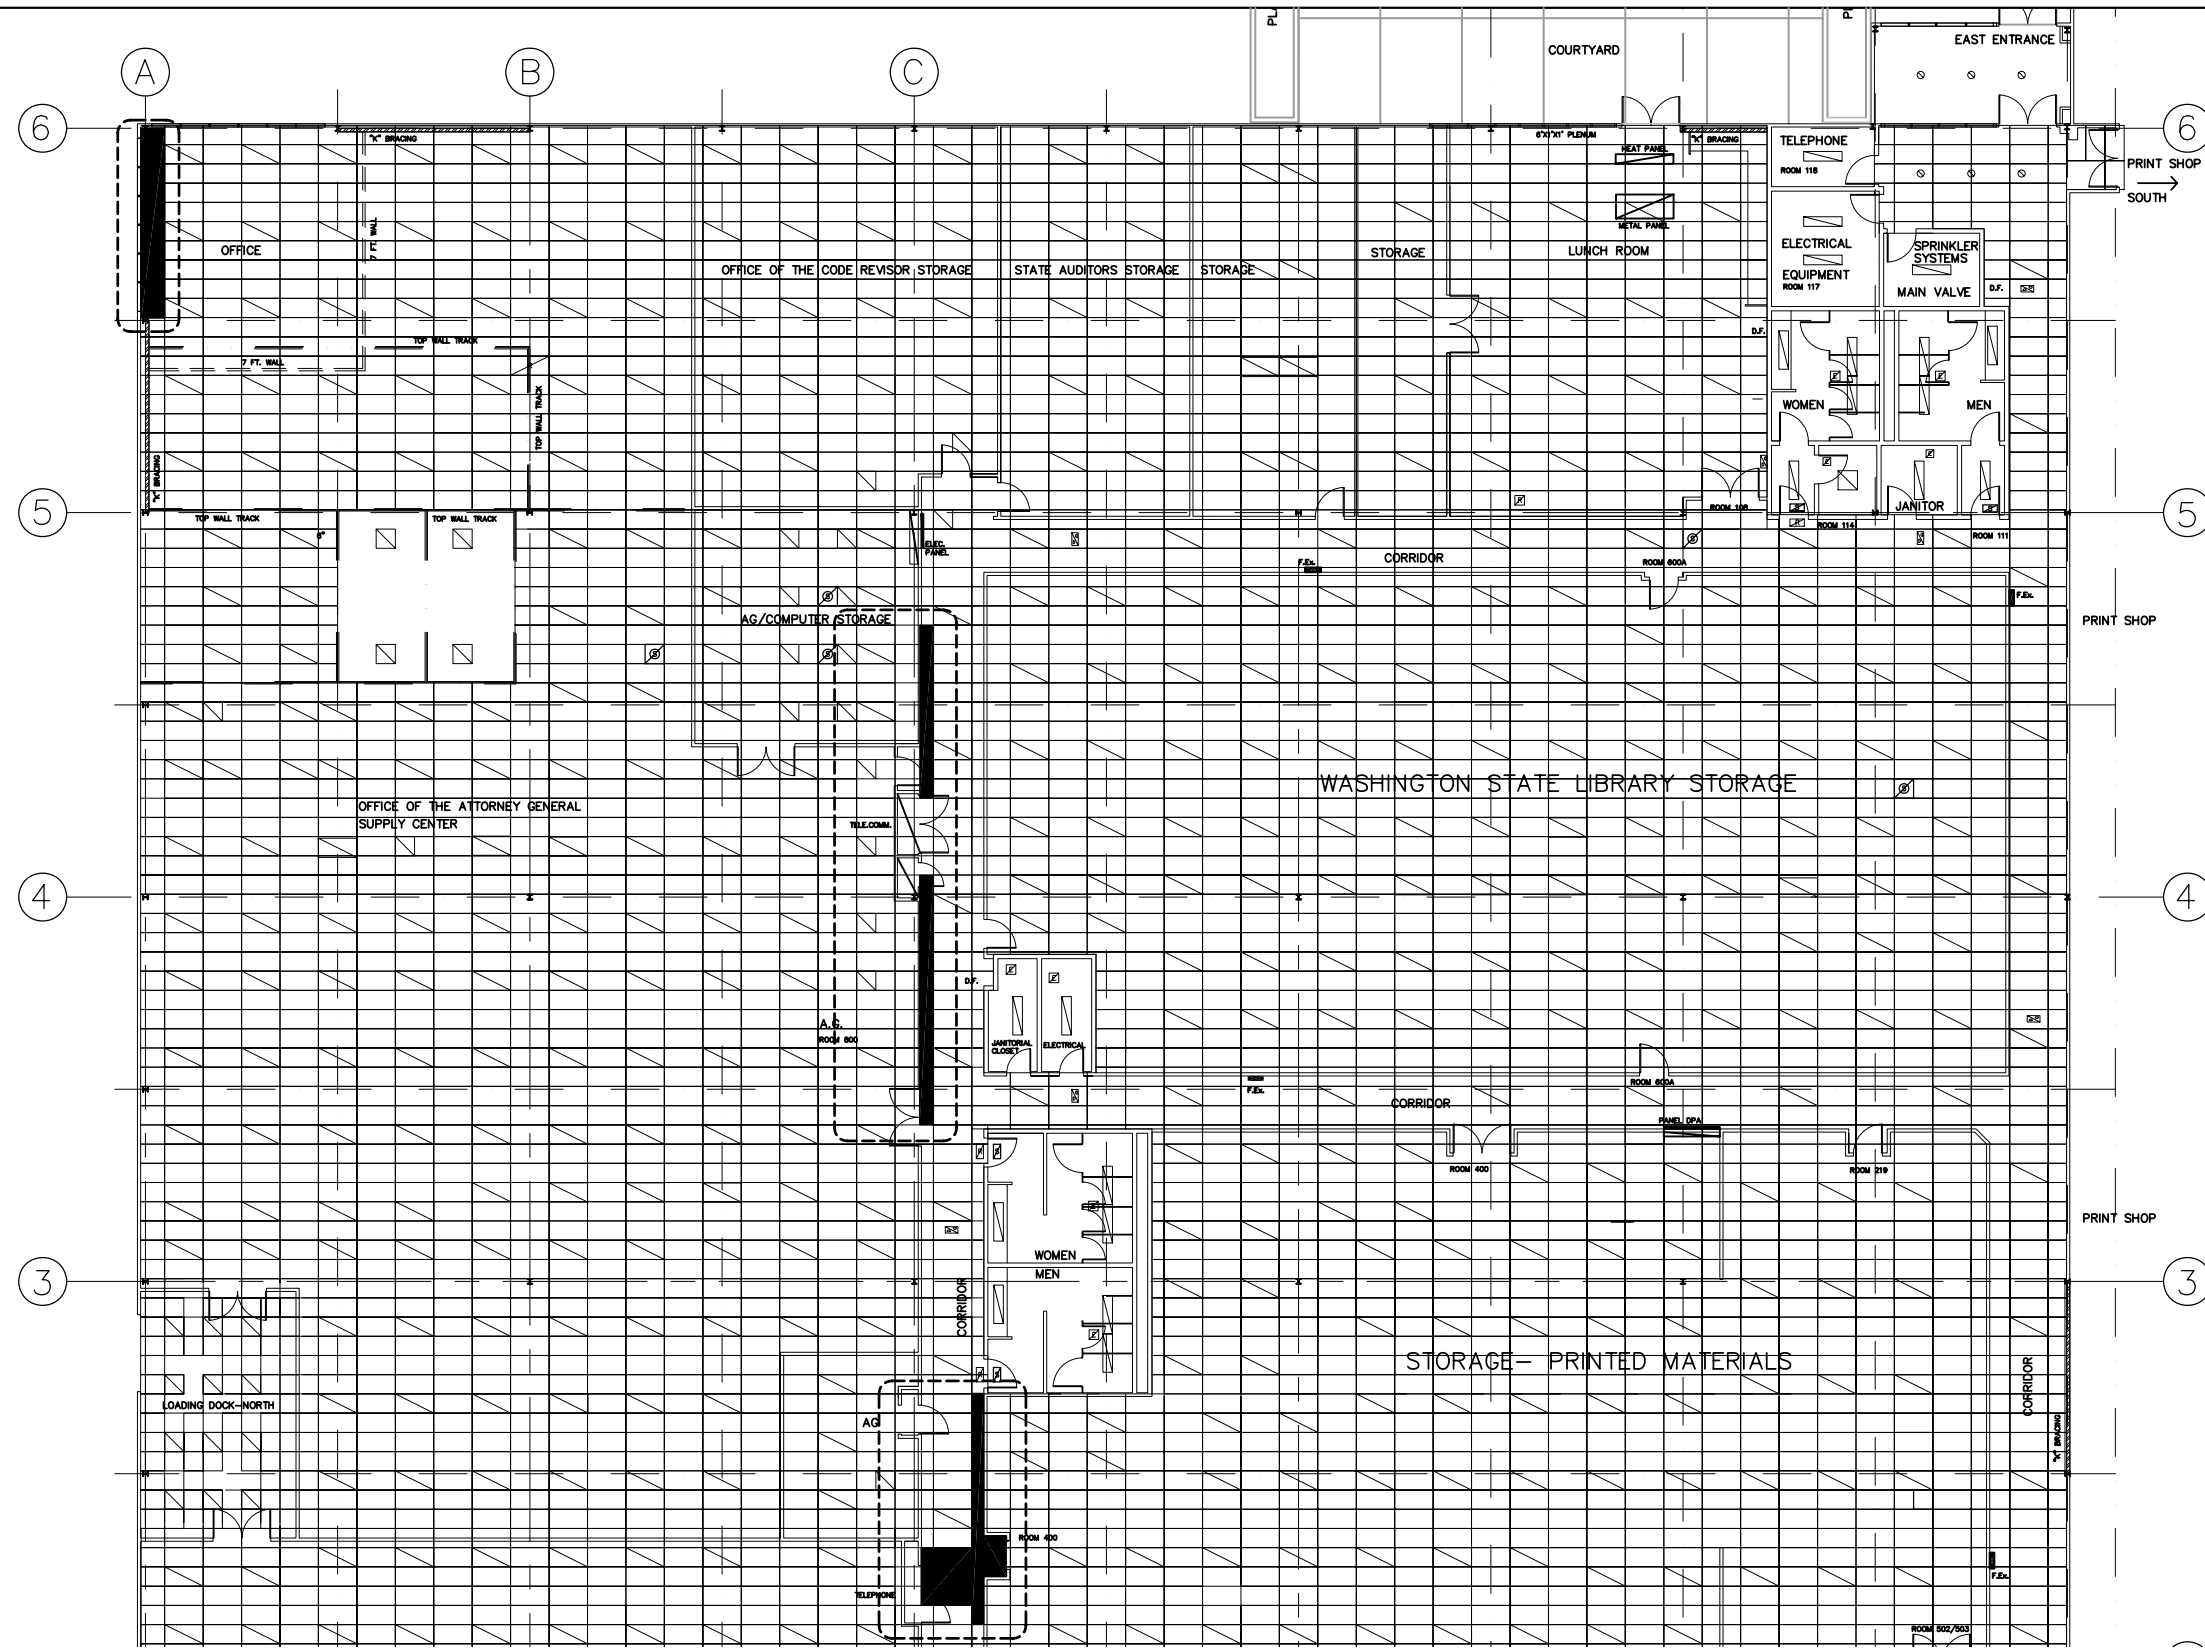 COURTYARD
EAST ENTRANCE
A
B
C
6
6
"K" BRACING
6"X1'X1" PLENUM
"K" BRACING
TELEPHONE
HEAT PANEL
ROOM 118
PRINT SHOP
SOUTH
METAL PANEL
7 FT. WALL
OFFICE
STORAGE
LUNCH ROOM
ELECTRICAL
EQUIPMENT
ROOM 117
SPRINKLER
SYSTEMS
OFFICE OF THE CODE REVISOR STORAGE
STATE AUDITORS STORAGE
STORAGE
MAIN VALVE
D.F.
D.F.
TOP WALL TRACK
7 FT. WALL
TOP WALL TRACK
WOMEN
MEN
"K" BRACING
5
5
TOP WALL TRACK
TOP WALL TRACK
6"
ROOM 108
JANITOR
ROOM 114
ROOM 111
ELEC.
PANEL
CORRIDOR
F.Ex.
ROOM 600A
F.Ex.
AG/COMPUTER STORAGE
PRINT SHOP
WASHINGTON STATE LIBRARY STORAGE
OFFICE OF THE ATTORNEY GENERAL
SUPPLY CENTER
TELE.COMM.
4
4
D.F.
A.G.
ROOM 800
JANITORIAL
CLOSET
ELECTRICAL
F.Ex.
ROOM 600A
CORRIDOR
PANEL DPA
ROOM 400
ROOM 219
PRINT SHOP
WOMEN
MEN
3
3
CORRIDOR
STORAGE- PRINTED MATERIALS
CORRIDOR
LOADING DOCK-NORTH
AG
"K" BRACING
ROOM 400
TELEPHONE
F.Ex.
ROOM 502/503